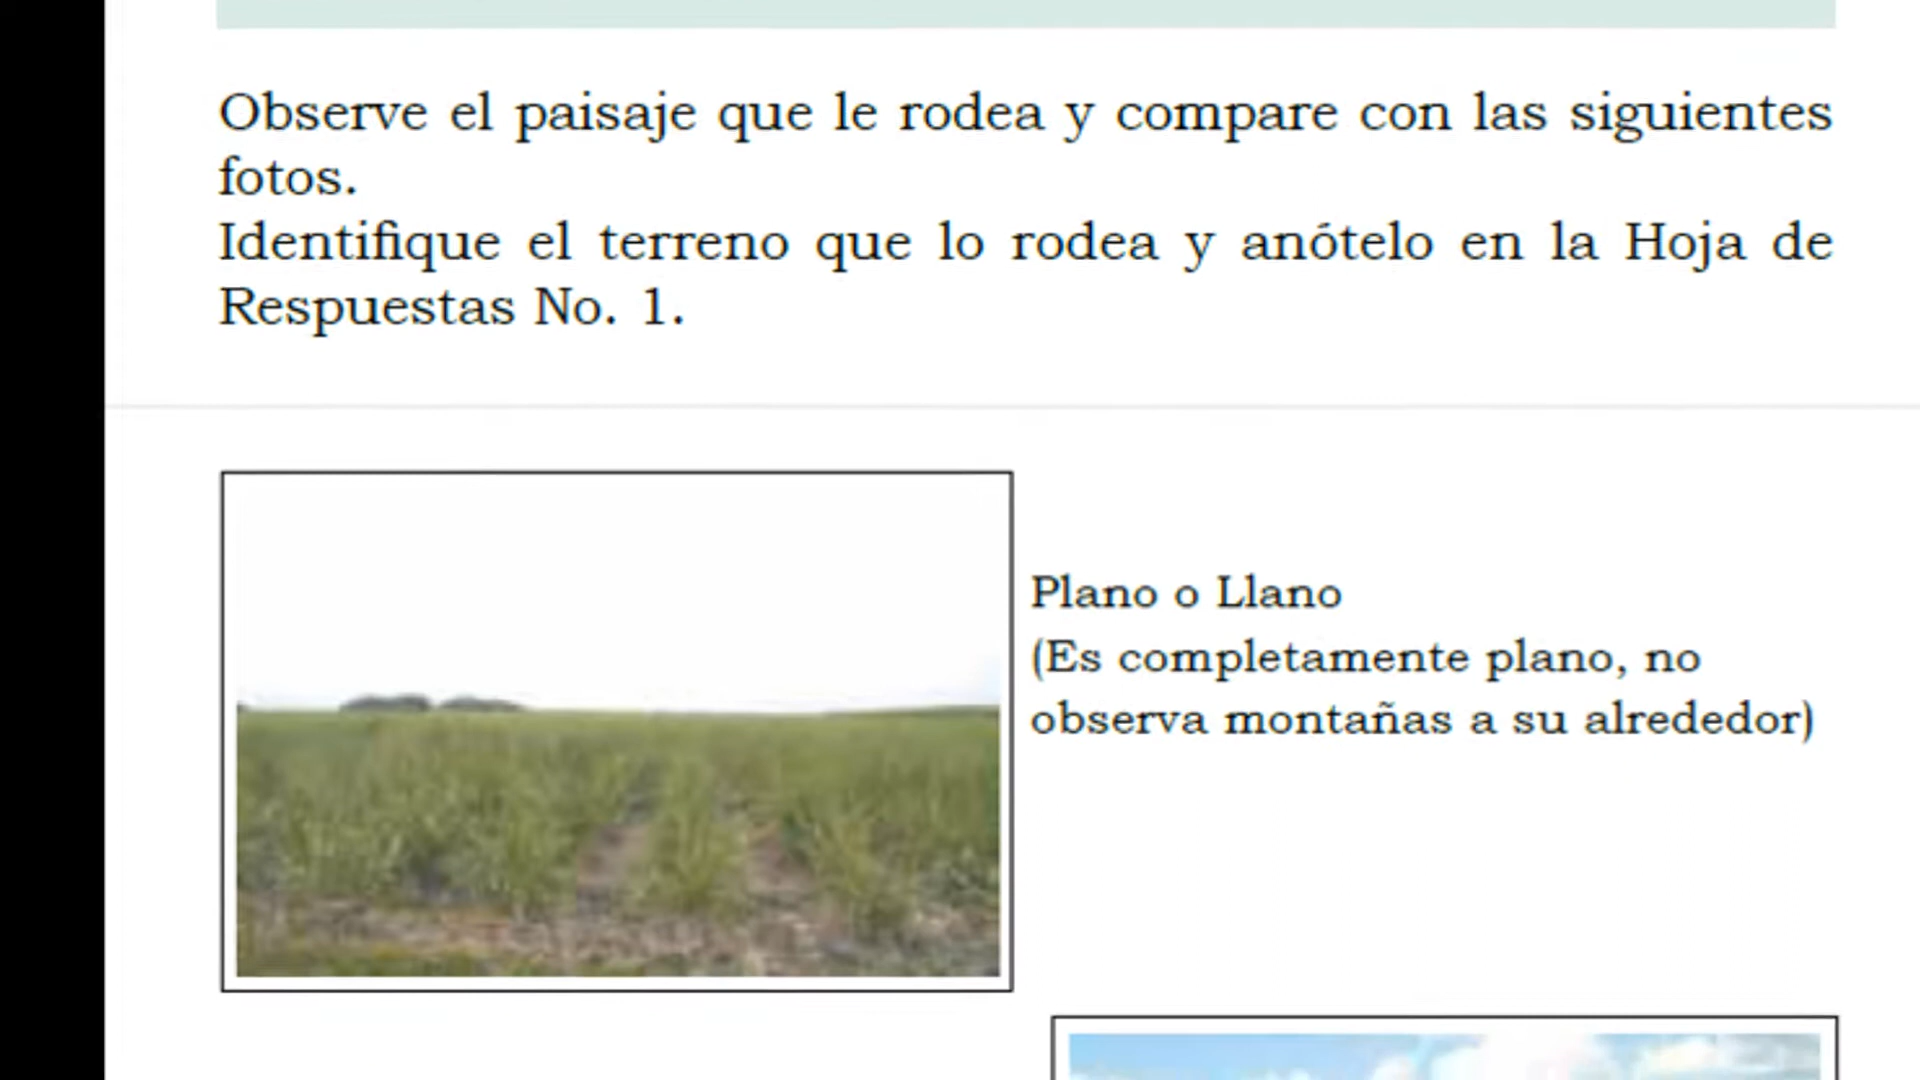 Observe el paisaje que le rodea y compare con las siguientes
fotos.
Identifique el terreno que lo rodea y anótelo en la Hoja de
Respuestas No. 1.
Plano o Llano
(Es completamente plano, no
observa montañas a su alrededor)